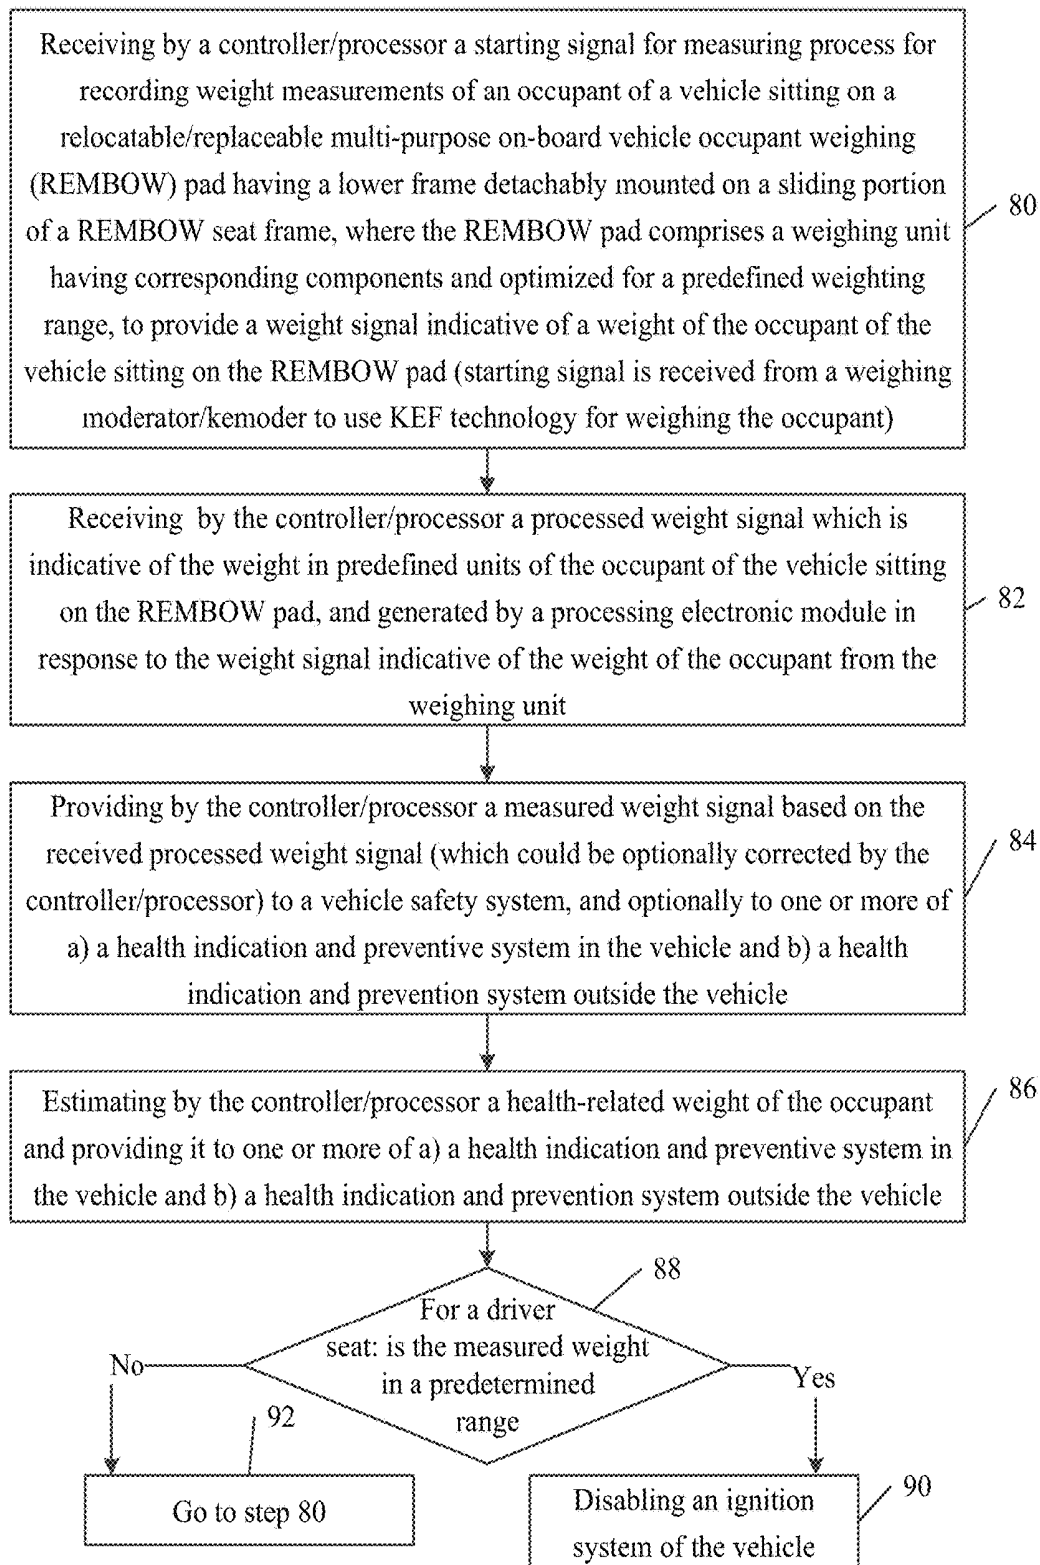 Receiving by a controller/processor a starting signal for measuring process for
recording weight measurements of an occupant of a vehicle sitting on a
relocatable/replaceable multi-purpose on-board vehicle occupant weighing
(REMBOW) pad having a lower frame detachably mounted on a sliding portion
of a REMBOW seat frame, where the REMBOW pad comprises a weighing unit
having corresponding components and optimized for a predefined weighting
range, to provide a weight signal indicative of a weight of the occupant of the
vehicle sitting on the REMBOW pad (starting signal is received from a weighing
moderator/kemoder to use KEF technology for weighing the occupant)
80
Receiving by the controller/processor a processed weight signal which is
indicative of the weight in predefined units of the occupant of the vehicle sitting
on the REMBOW pad, and generated by a processing electronic module in
response to the weight signal indicative of the weight of the occupant from the
weighing unit
82
Providing by the controller/processor a measured weight signal based on the
received processed weight signal (which could be optionally corrected by the
controller/processor) to a vehicle safety system, and optionally to one or more of
a) a health indication and preventive system in the vehicle and b) a health
indication and prevention system outside the vehicle
84
Estimating by the controller/processor a health-related weight of the occupant
and providing it to one or more of a) a health indication and preventive system in
the vehicle and b) a health indication and prevention system outside the vehicle
86
For a driver
seat: is the measured weight
in a predetermined
range
88
No
Yes
92
Go to step 80
Disabling an ignition
system of the vehicle
90